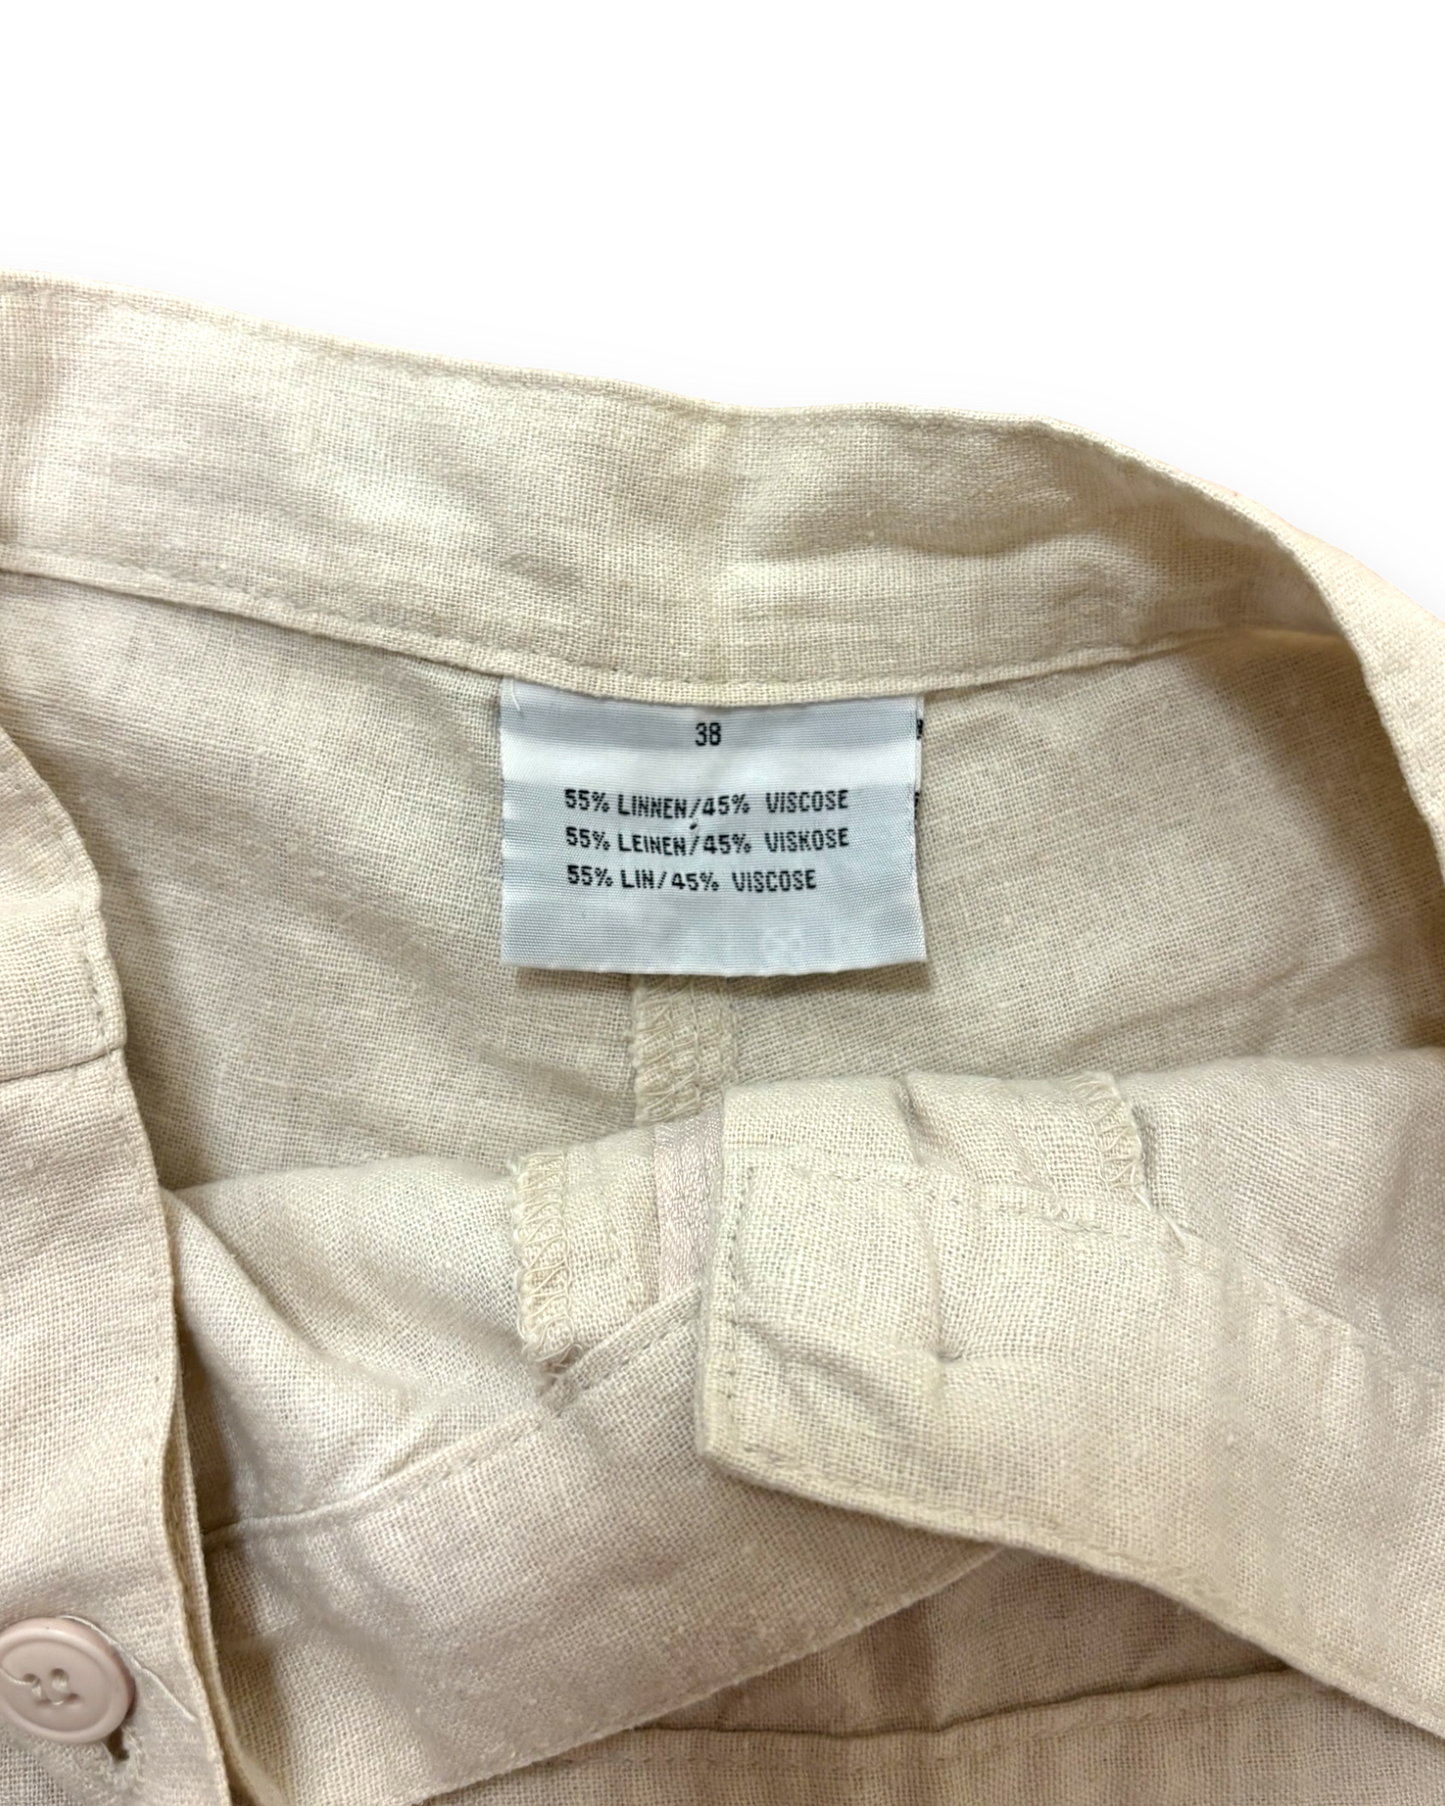 38
55% LINNEN/45% VISCOSE
55% LEINEN/45% VISKOSE
55% LIN/45% VISCOSE